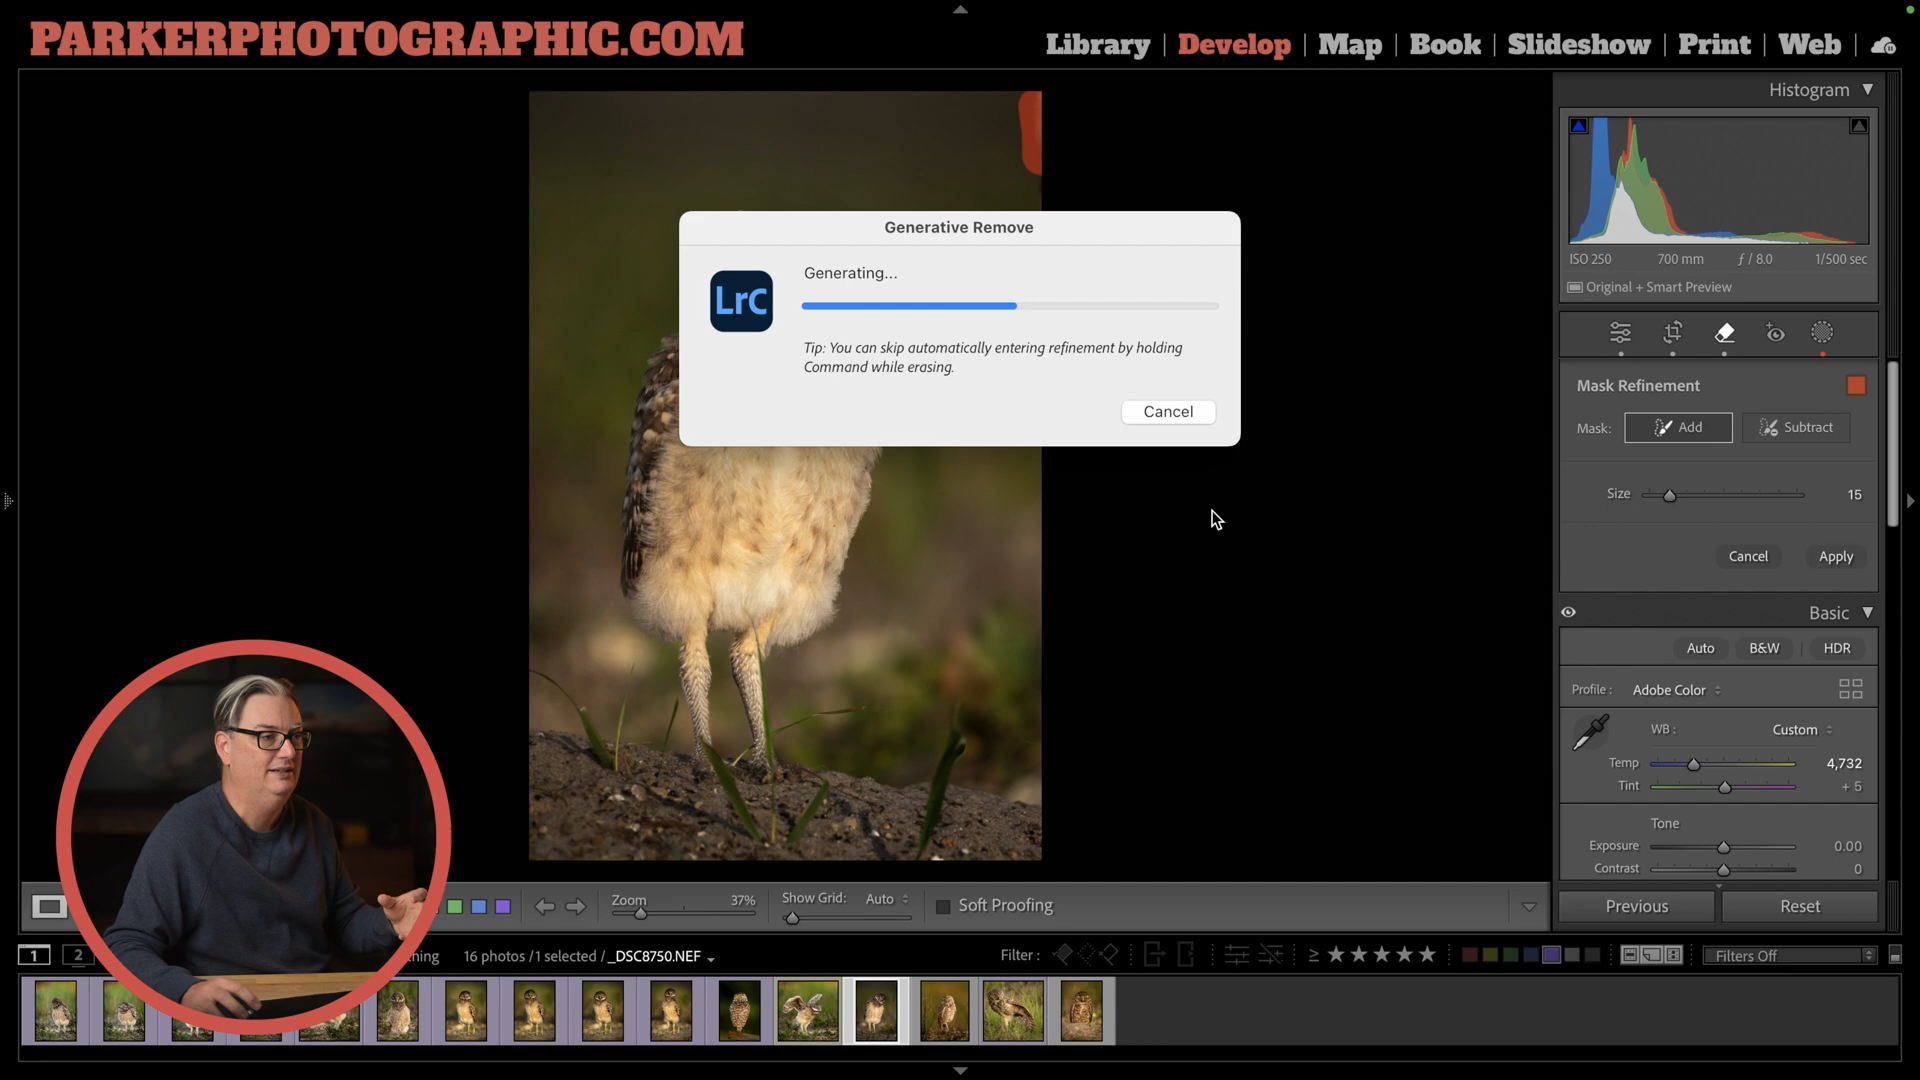 PARKERPHOTOGRAPHIC.COM
Library | Develop | Map | Book | Slideshow | Print | Web |
Histogram
ISO 250 700 mm ƒ / 8.0 1/500 sec
Original + Smart Preview
Generative Remove
LrC
Generating...
Tip: You can skip automatically entering refinement by holding
Command while erasing.
Cancel
Mask Refinement
Mask: Add Subtract
Size 15
Cancel Apply
Basic
Auto B&W | HDR
Profile : Adobe Color
WB : Custom
Temp 4,732
Tint + 5
Tone
Exposure 0.00
Contrast 0
Zoom 37% Show Grid: Auto Soft Proofing
Previous Reset
1 2 16 photos /1 selected / _DSC8750.NEF Filter : ≥ ★★★★★ Filters Off